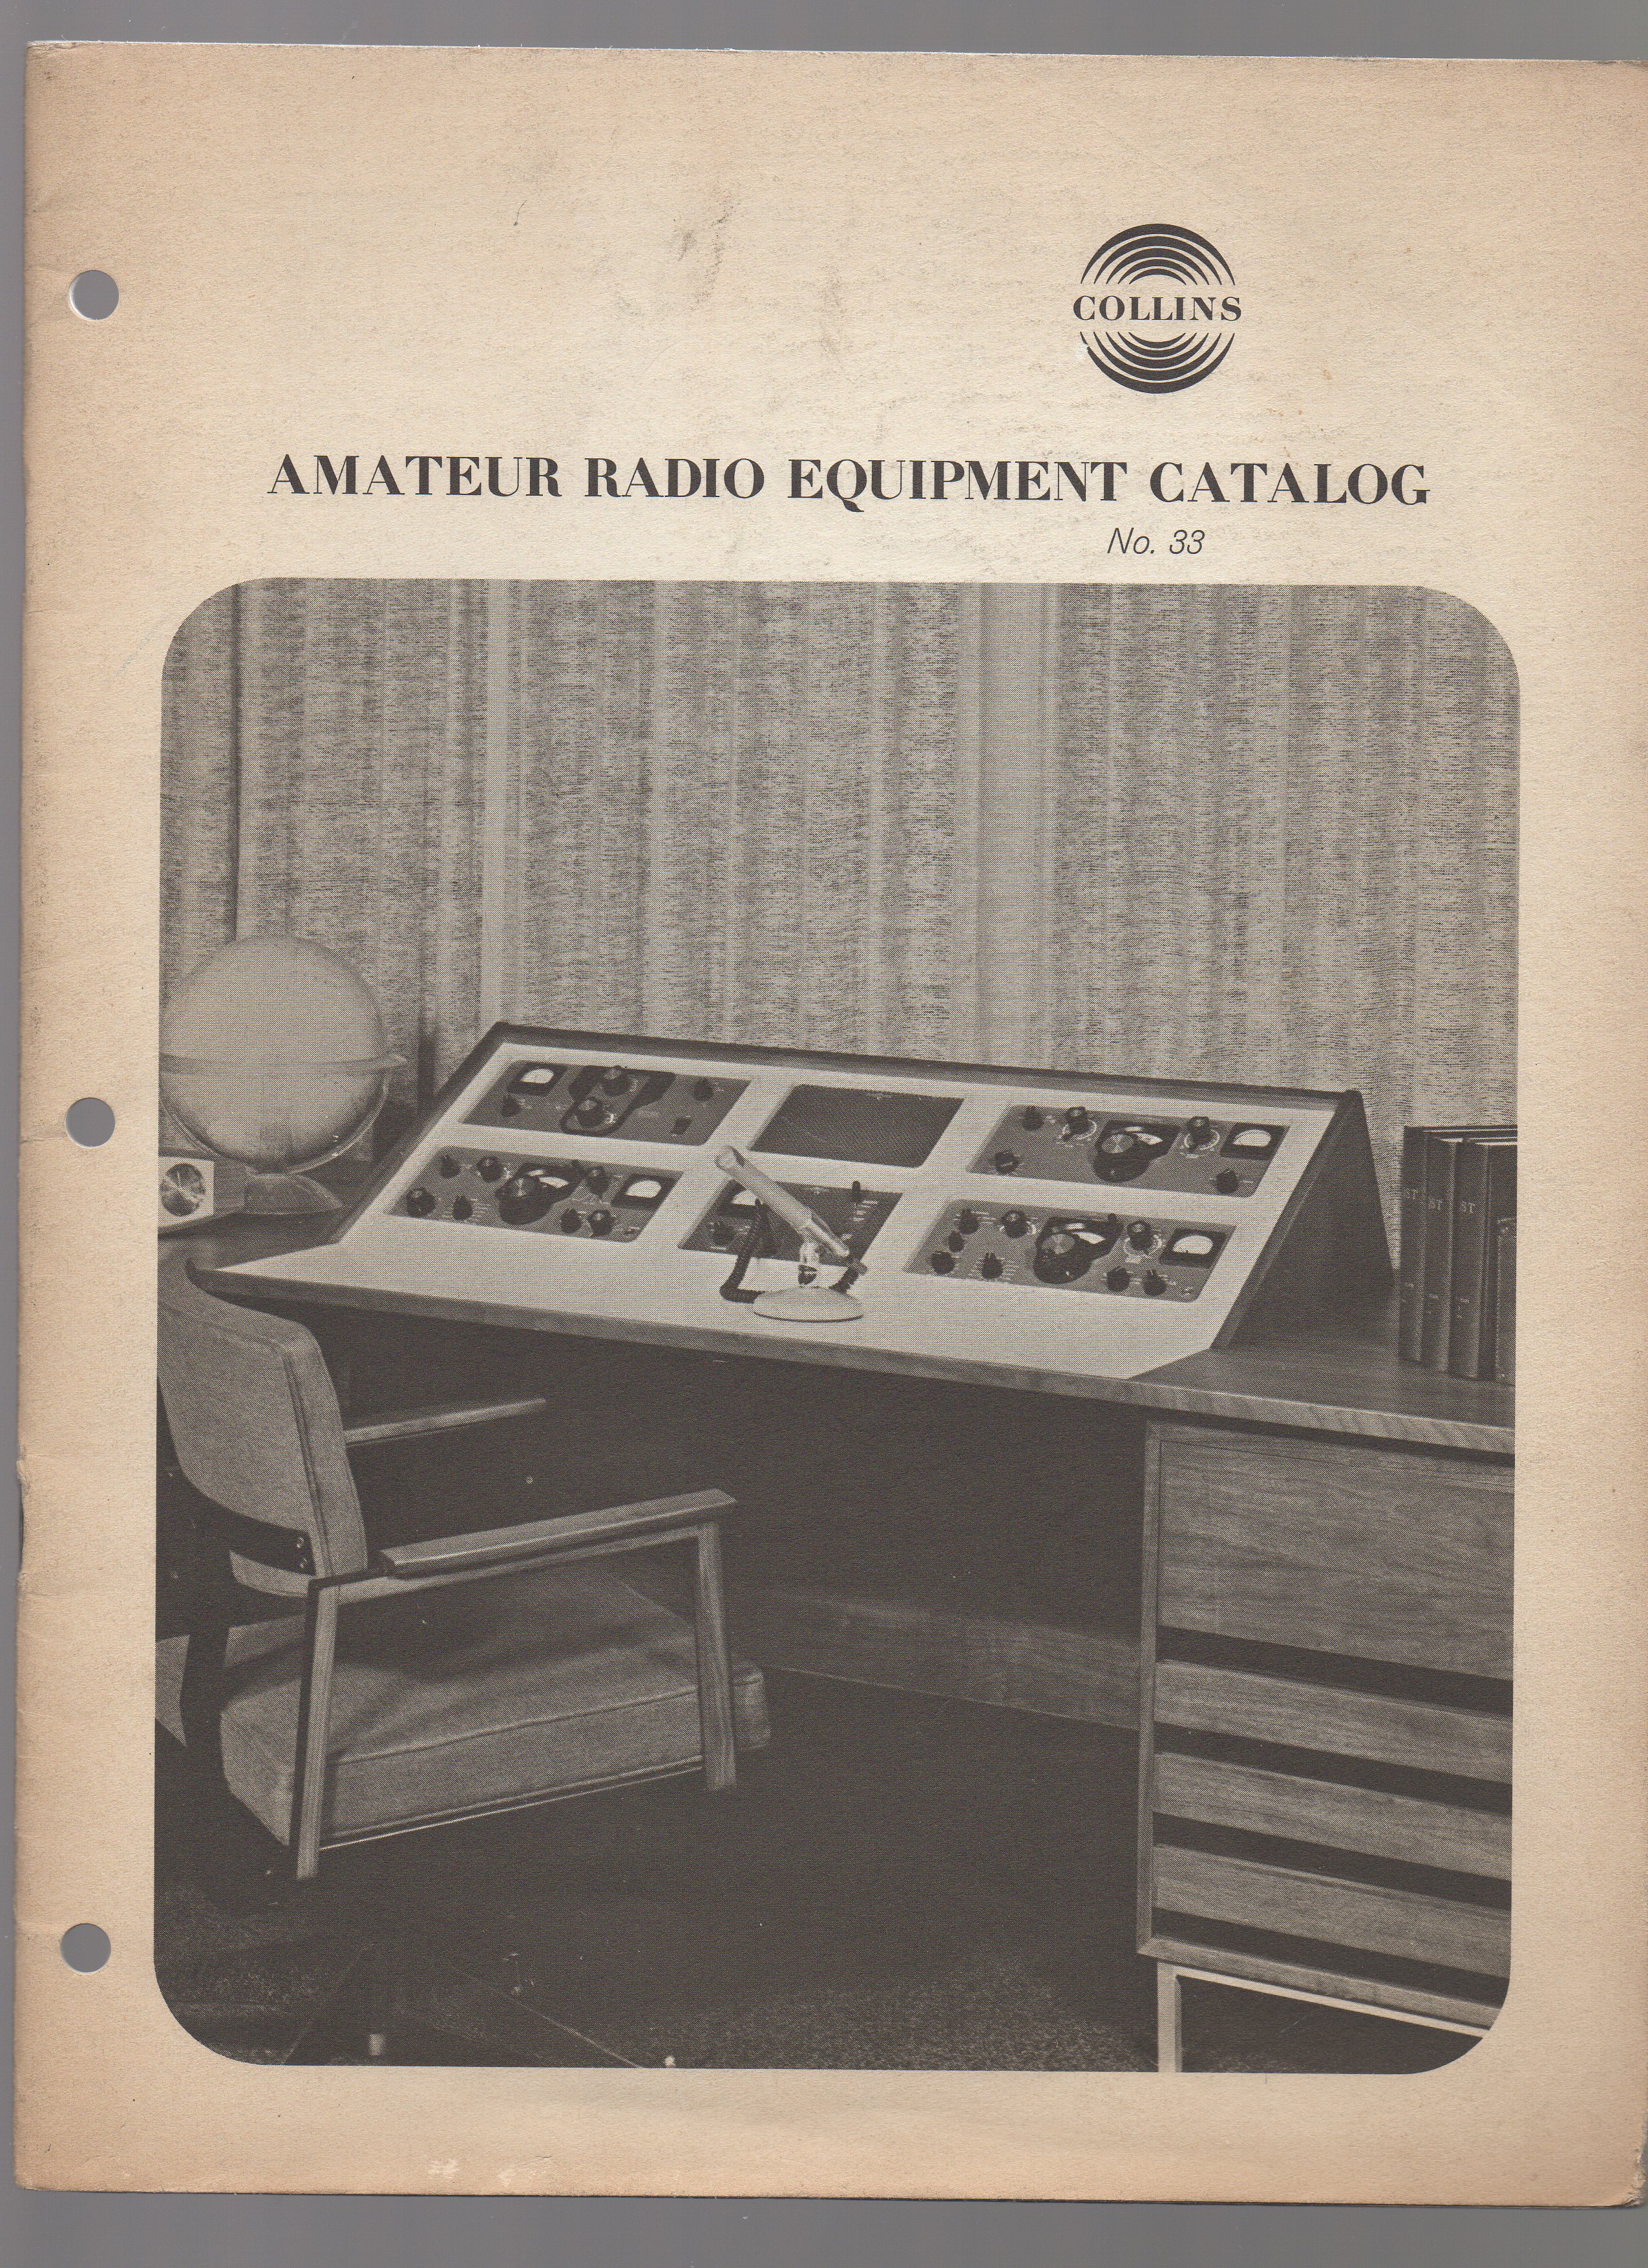 COLLINS
AMATEUR RADIO EQUIPMENT CATALOG
No. 33